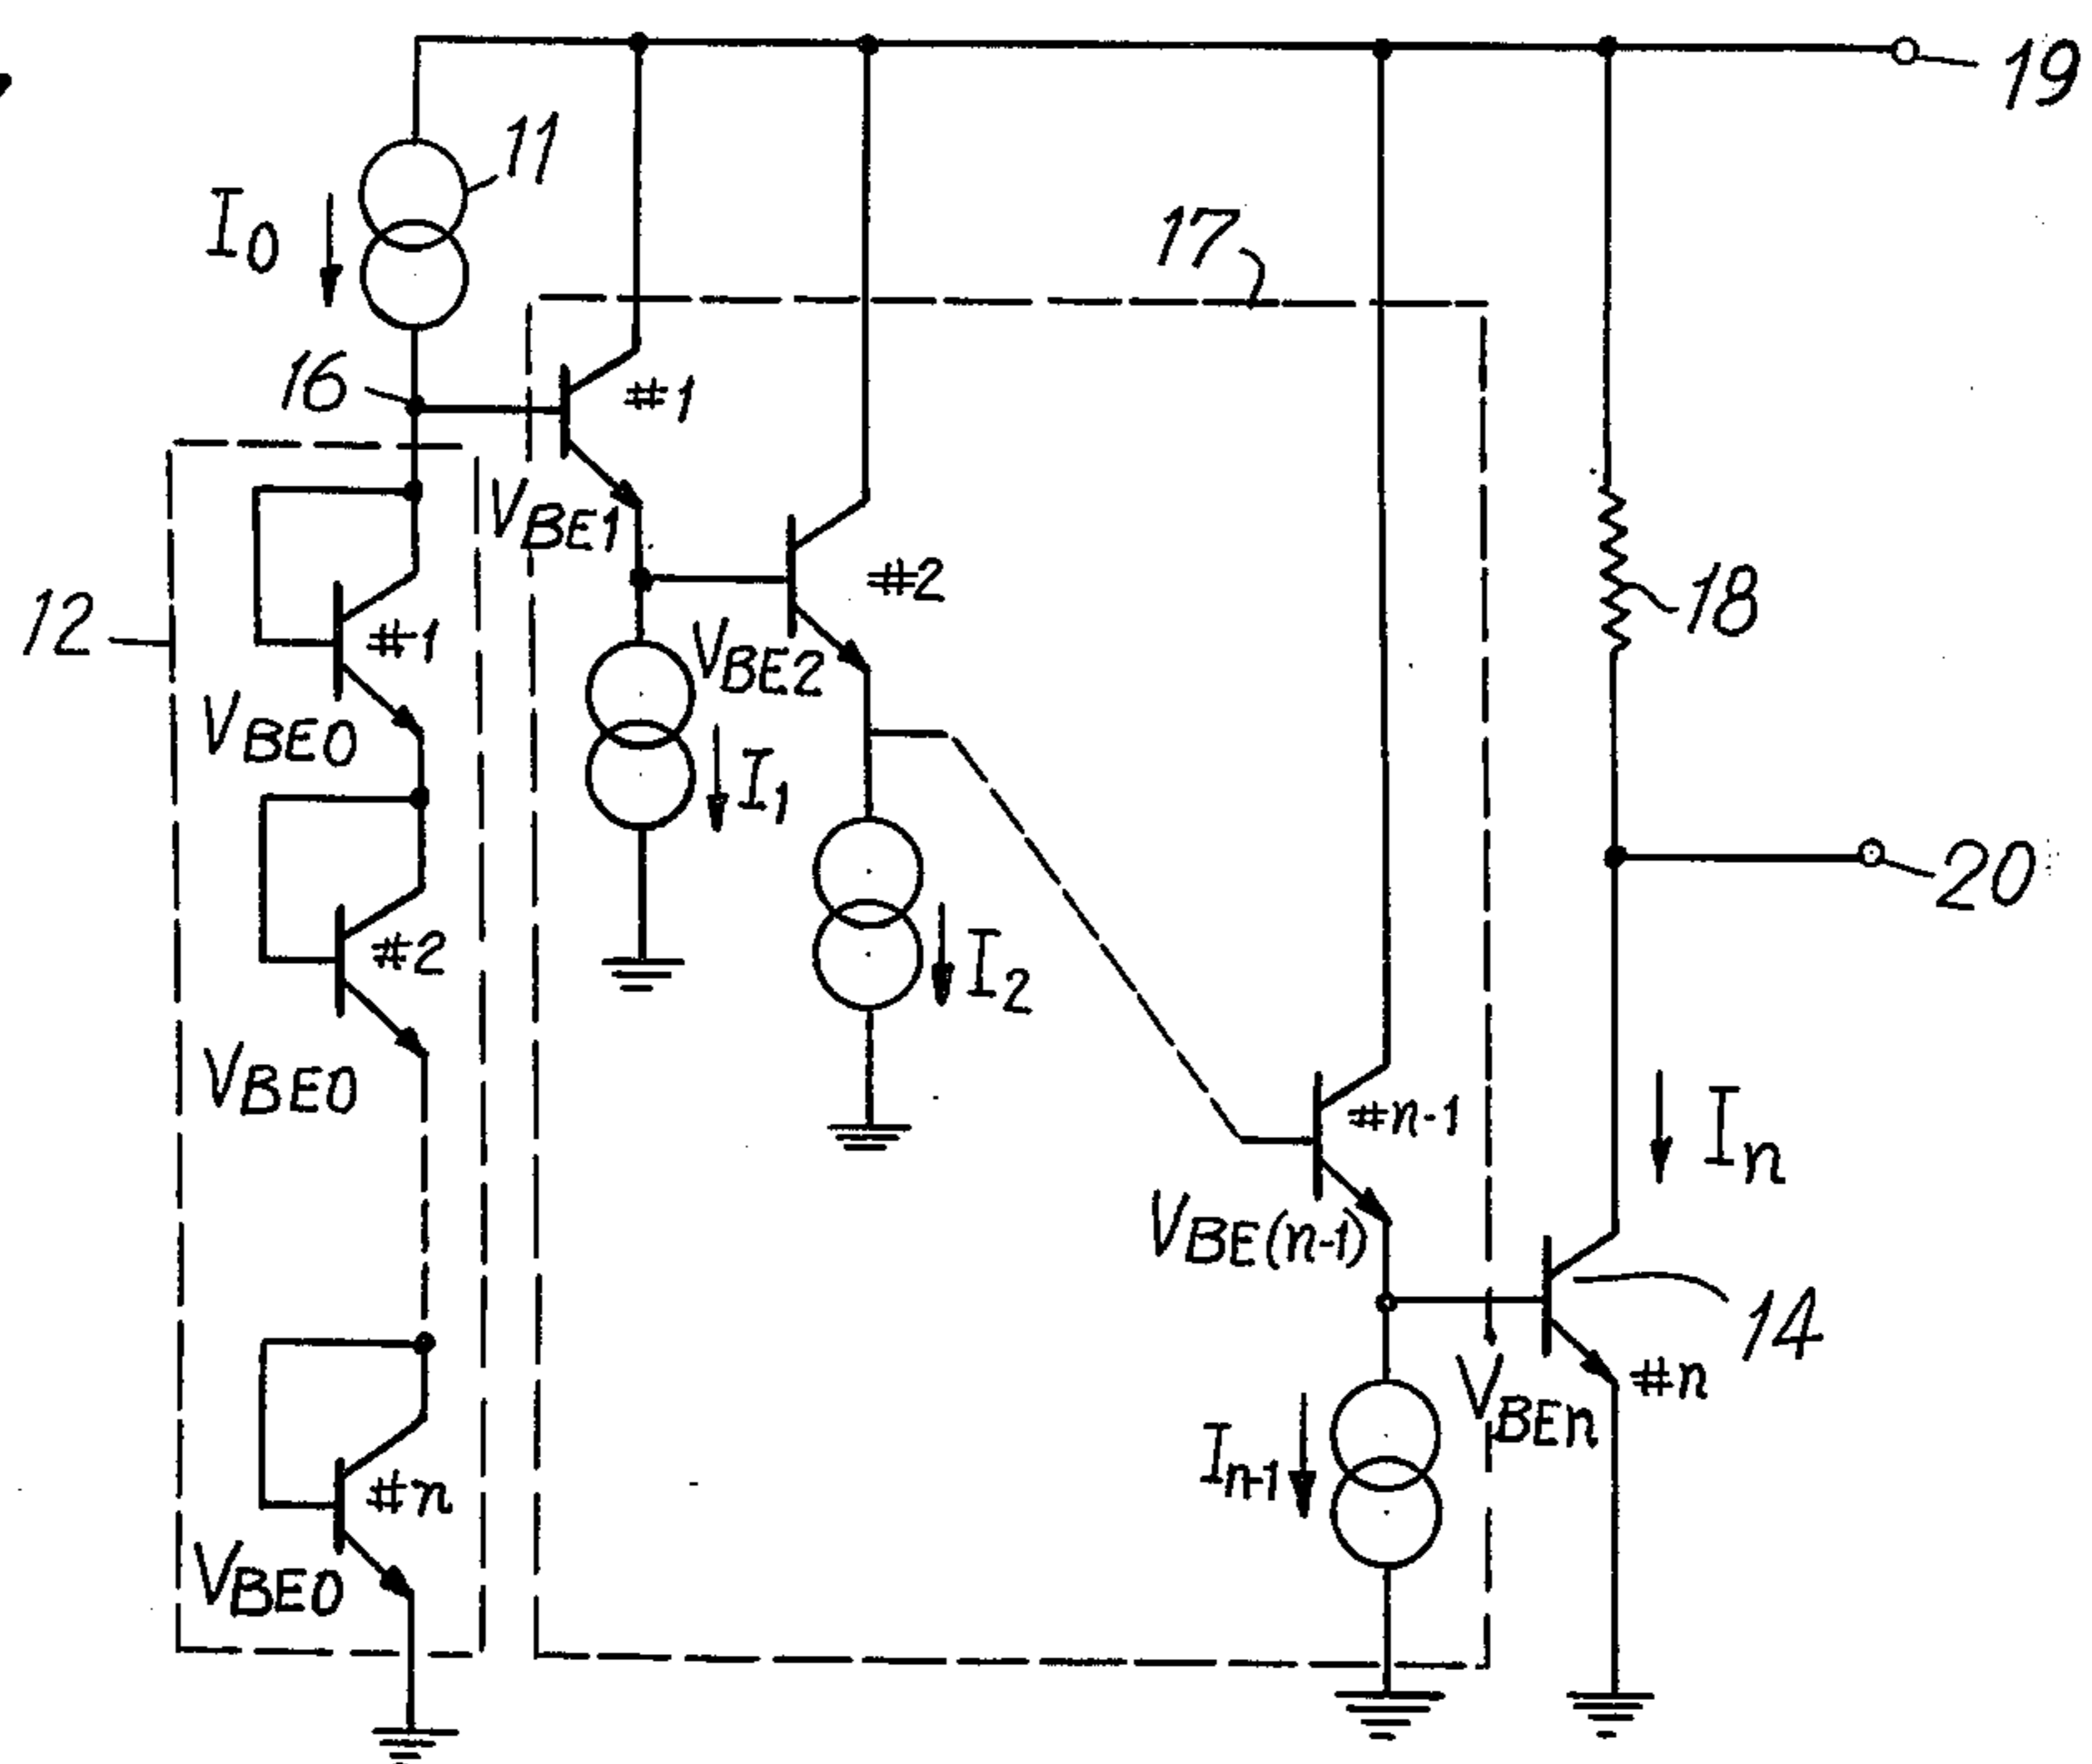 19
11
I0
17
16
#1
VBE1
12
#1
#2
18
VBE0
VBE2
I1
20
#2
I2
VBE0
#n-1
In
VBE(n-1)
14
#n
VBEn
In-1
#n
VBE0